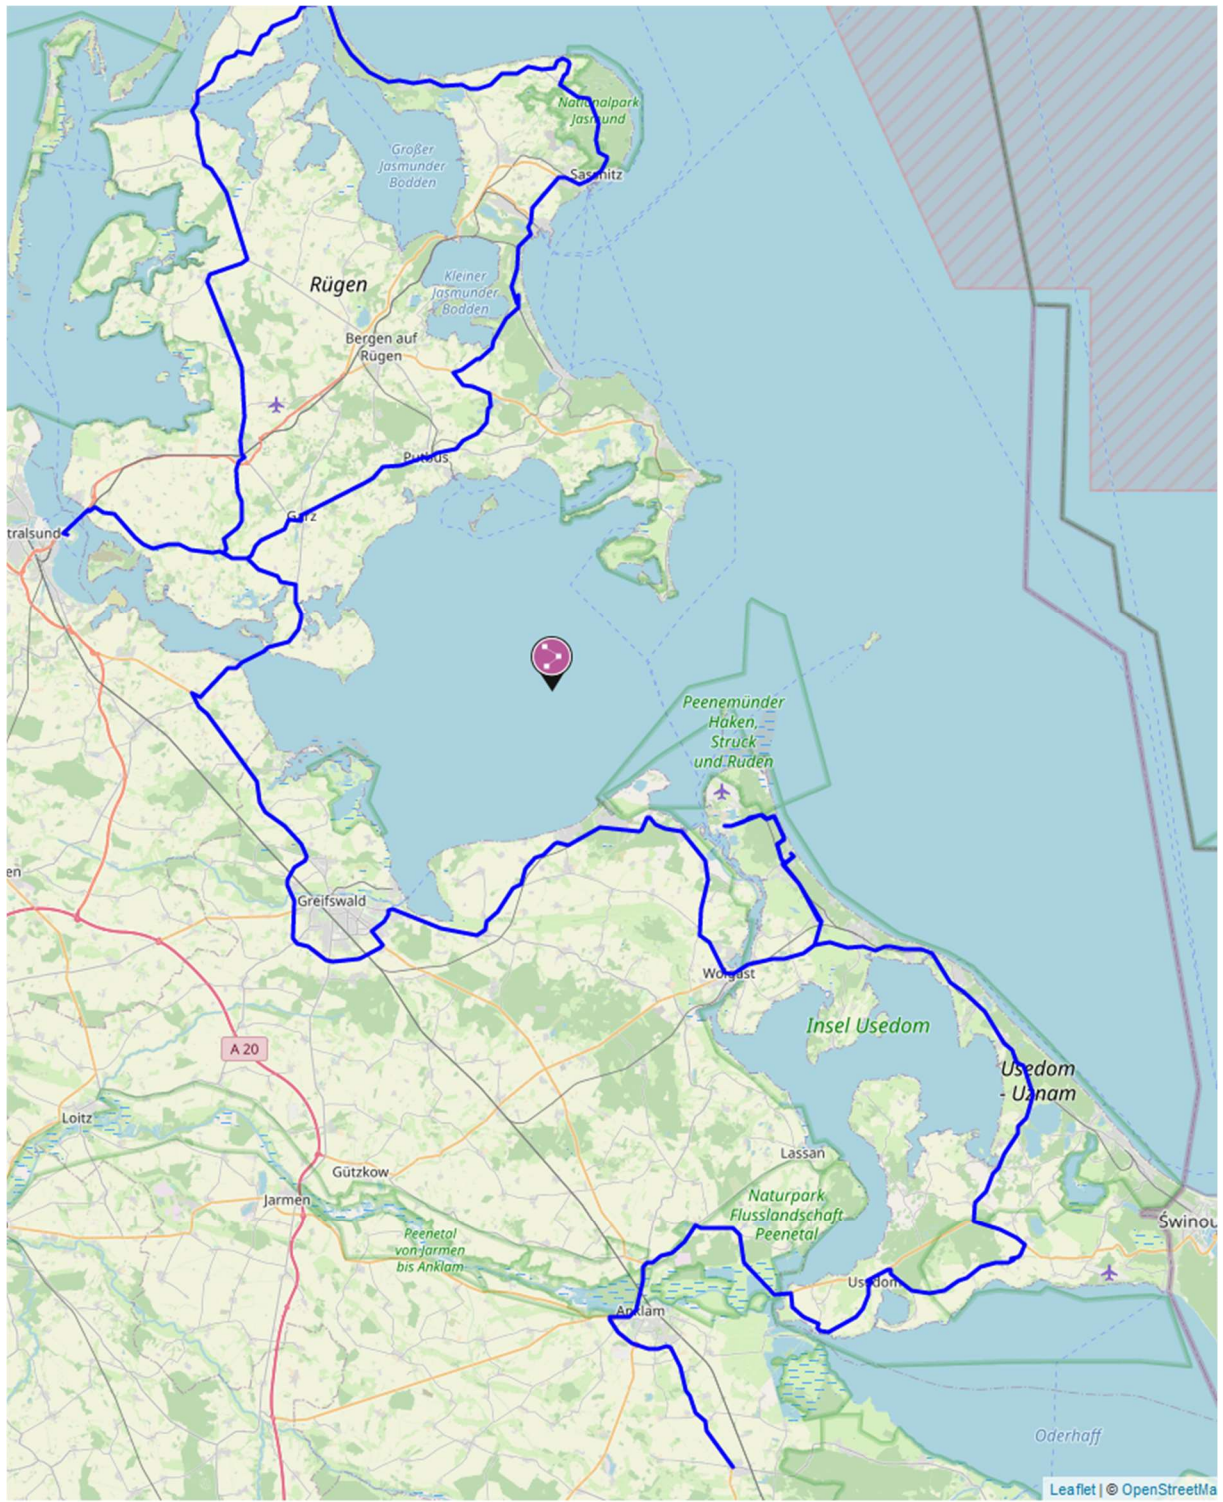 Nationalpark
Jasmund
Großer
Jasmunder
Bodden
Sassnitz
Rügen
Kleiner
Jasmunder
Bodden
Bergen auf
Rügen
Putbus
Garz
tralsund
Peenemünder
Haken,
Struck
und Ruden
en
Greifswald
Wolgast
Insel Usedom
A 20
Usedom
- Uznam
Loitz
Lassan
Gützkow
Jarmen
Naturpark
Flusslandschaft
Peenetal
Świnou
Peenetal
von Jarmen
bis Anklam
Usedom
Anklam
Oderhaff
Leaflet | © OpenStreetMa